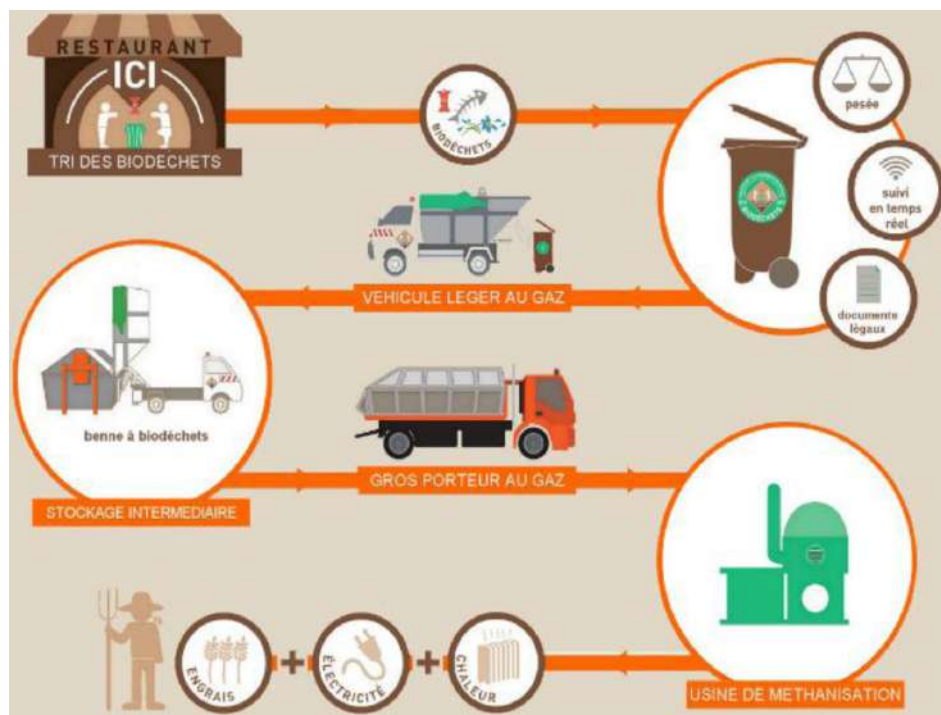 RESTAURANT
ICI
TRI DES BIODECHETS
BIODÉCHETS
pesée
suivi
en temps
réel
documents
légaux
BIODÉCHETS
VEHICULE LEGER AU GAZ
benne à biodéchets
STOCKAGE INTERMEDIAIRE
GROS PORTEUR AU GAZ
ENGRAIS
+
ÉLECTRICITÉ
+
CHALEUR
USINE DE METHANISATION